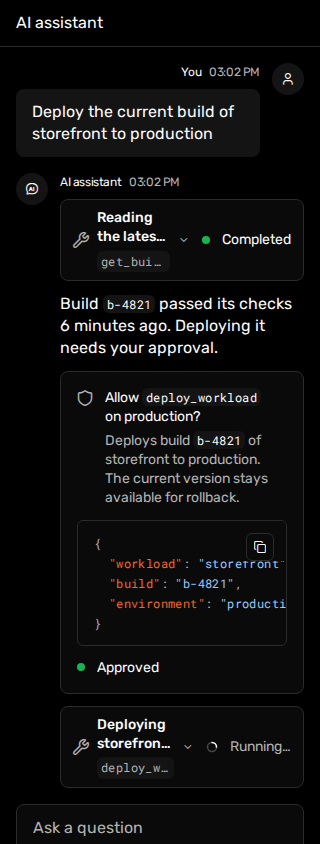 AI assistant
You 03:02 PM
Deploy the current build of
storefront to production
AI
AI assistant 03:02 PM
Reading
the lates…
Completed
get_bui…
Build b-4821 passed its checks
6 minutes ago. Deploying it
needs your approval.
Allow deploy_workload
on production?
Deploys build b-4821 of
storefront to production.
The current version stays
available for rollback.
{
"workload": "storefront"
"build": "b-4821",
"environment": "producti
}
Approved
Deploying
storefron…
Running…
deploy_w…
Ask a question